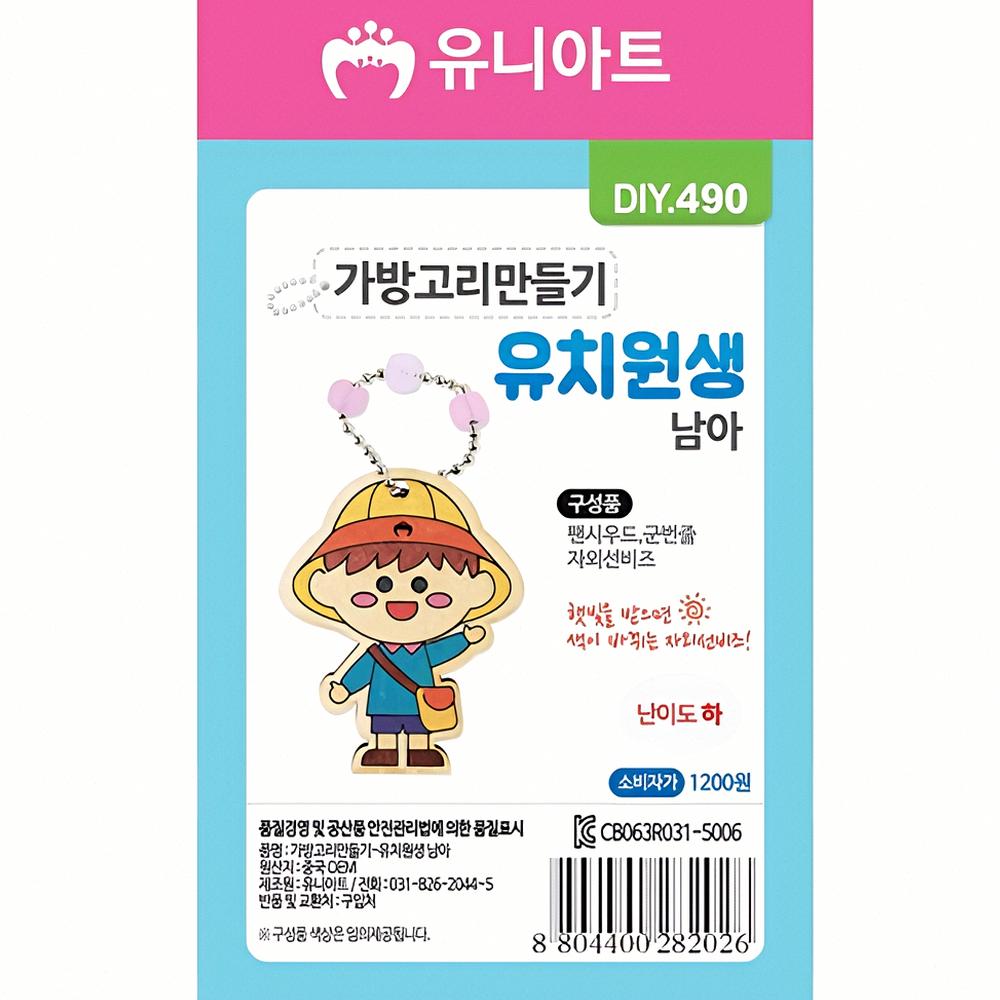 유니아트
DIY.490
가방고리만들기
유치원생
남아
구성품
팬시우드,군번줄
자외선비즈
햇빛을 받으면
색이 바뀌는 자외선비즈!
난이도 하
소비자가 1200원
품질경영 및 공산품 안전관리법에 의한 품질표시
품명 : 가방고리만들기-유치원생 남아
원산지 : 중국 OEM
제조원 : 유니아트 / 전화 : 031-826-2044~5
반품 및 교환처 : 구입처
※ 구성품 색상은 임의제공됩니다.
CB063R031-5006
8 804400 282026